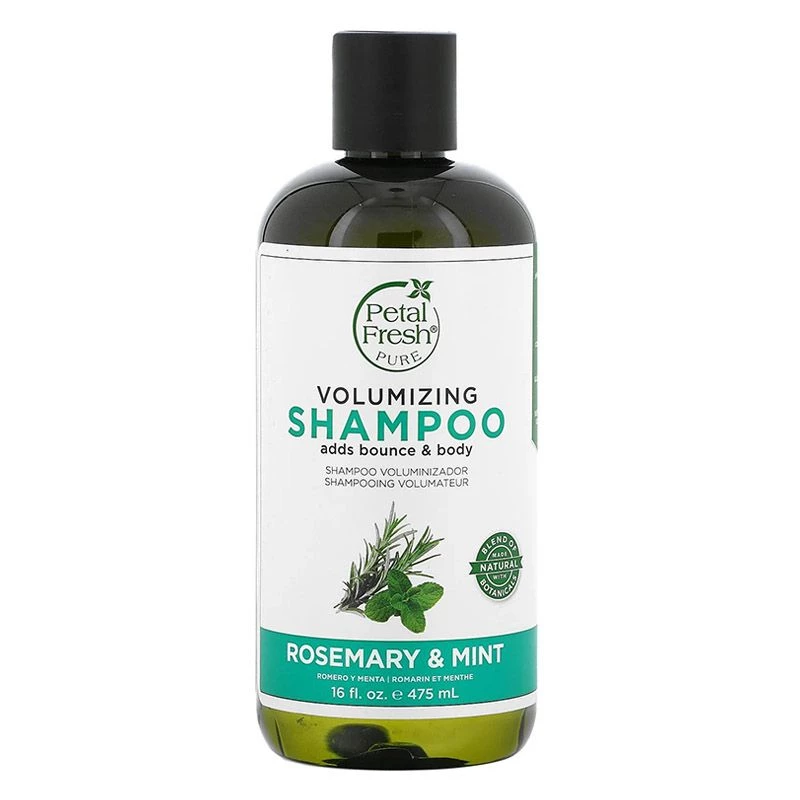 Petal
Fresh®
PURE
VOLUMIZING
SHAMPOO
adds bounce & body
SHAMPOO VOLUMINIZADOR
SHAMPOOING VOLUMATEUR
BLEND OF
MADE
NATURAL
WITH
BOTANICALS
ROSEMARY & MINT
ROMERO Y MENTA | ROMARIN ET MENTHE
16 fl. oz. ℮ 475 mL